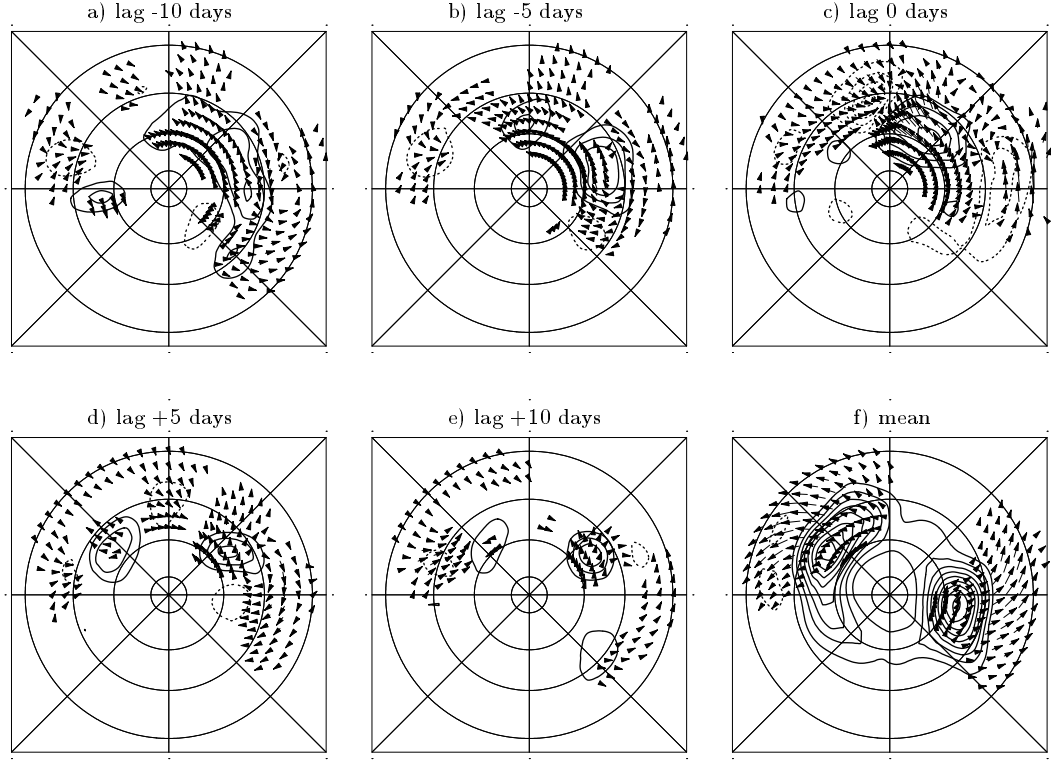 a) lag -10 days
b) lag -5 days
c) lag 0 days
d) lag +5 days
e) lag +10 days
f) mean